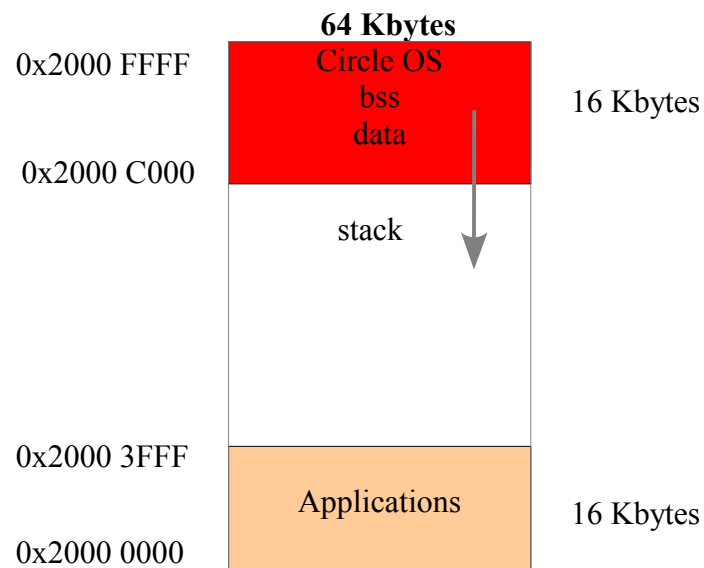 64 Kbytes
0x2000 FFFF
Circle OS
bss
data
16 Kbytes
0x2000 C000
stack
0x2000 3FFF
Applications
16 Kbytes
0x2000 0000